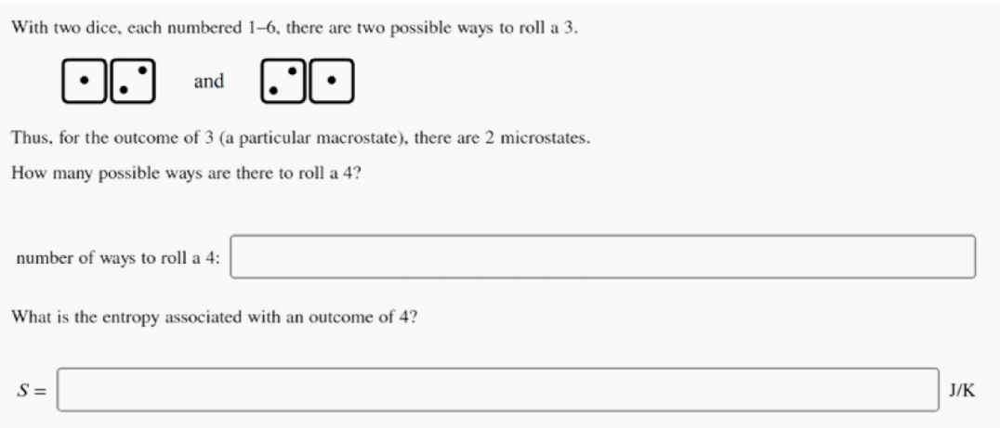 With two dice, each numbered 1–6, there are two possible ways to roll a 3.
and
Thus, for the outcome of 3 (a particular macrostate), there are 2 microstates.
How many possible ways are there to roll a 4?
number of ways to roll a 4:
What is the entropy associated with an outcome of 4?
S = J/K